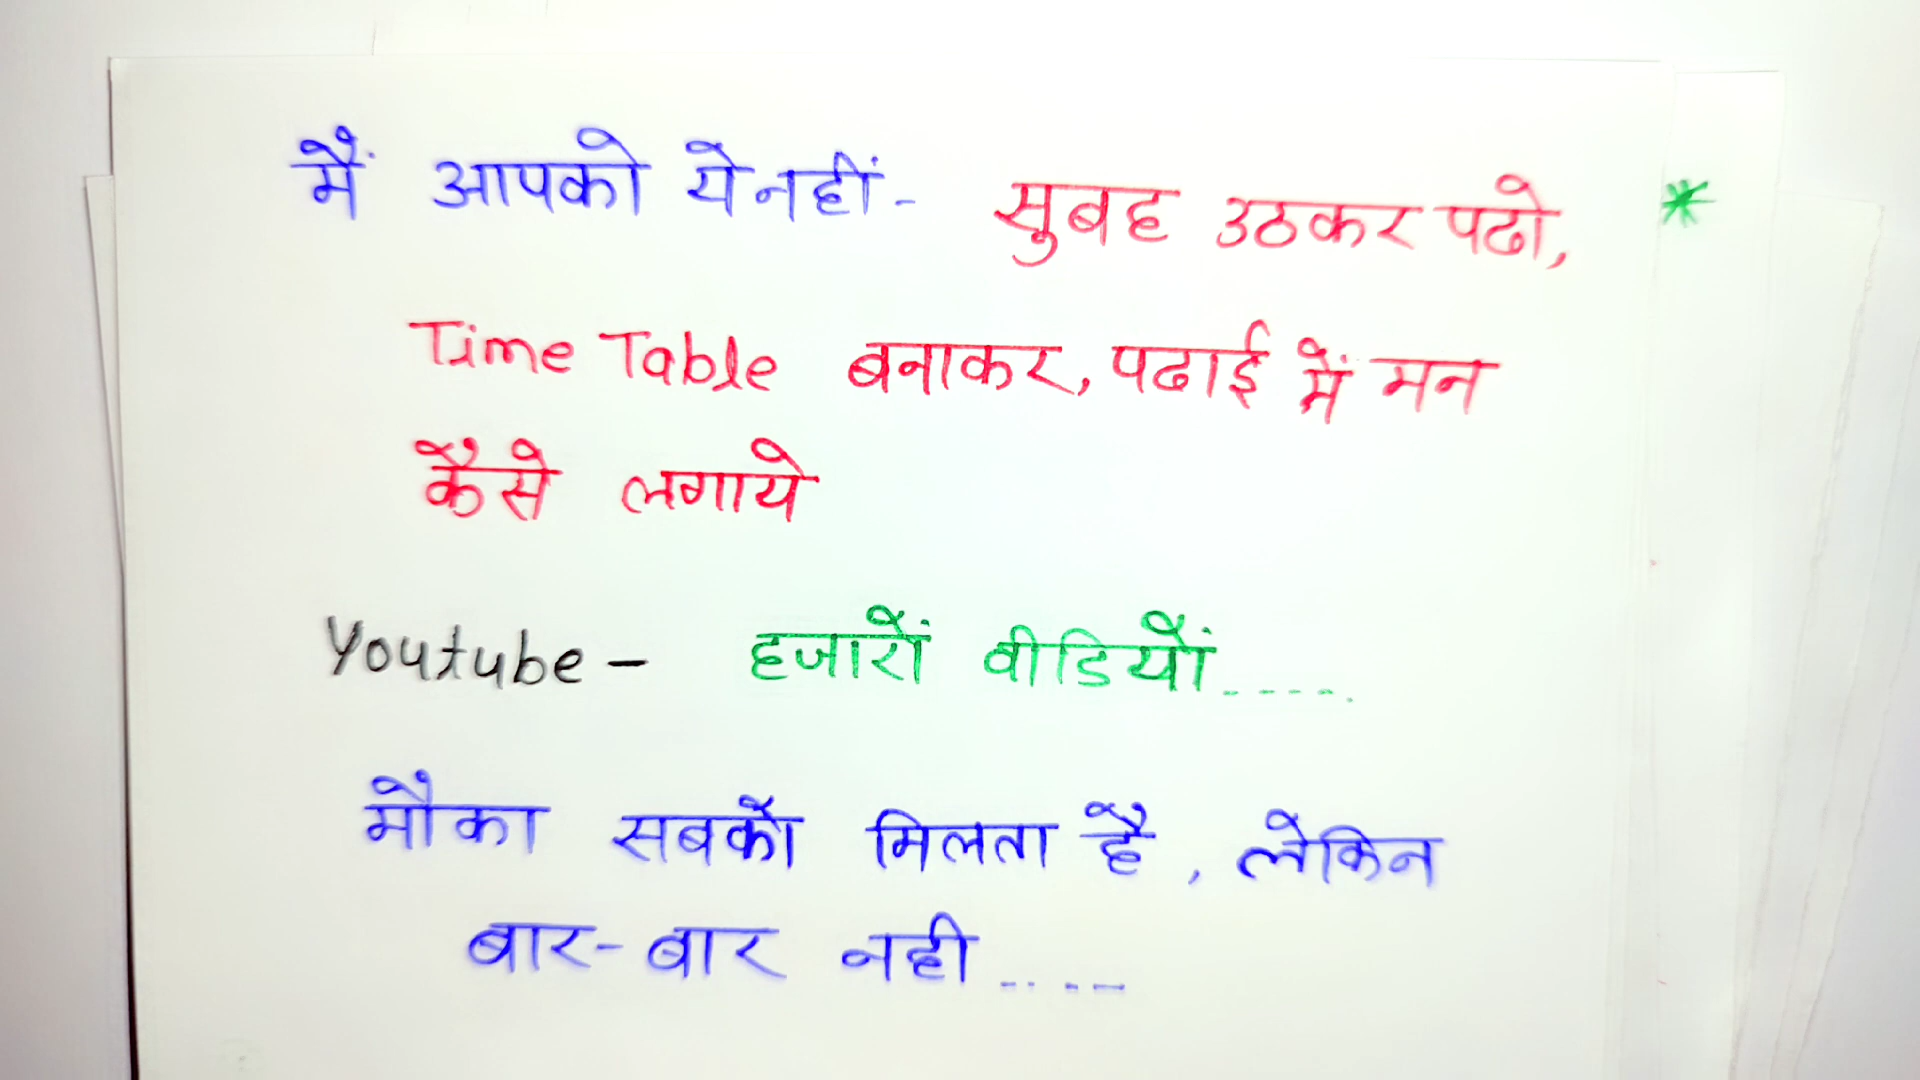 मैं आपको ये नहीं - सुबह उठकर पढो, *
Time Table बनाकर, पढाई में मन
कैसे लगाये
Youtube - हजारों वीडियों.....
मौका सबको मिलता है, लेकिन
बार-बार नही.....